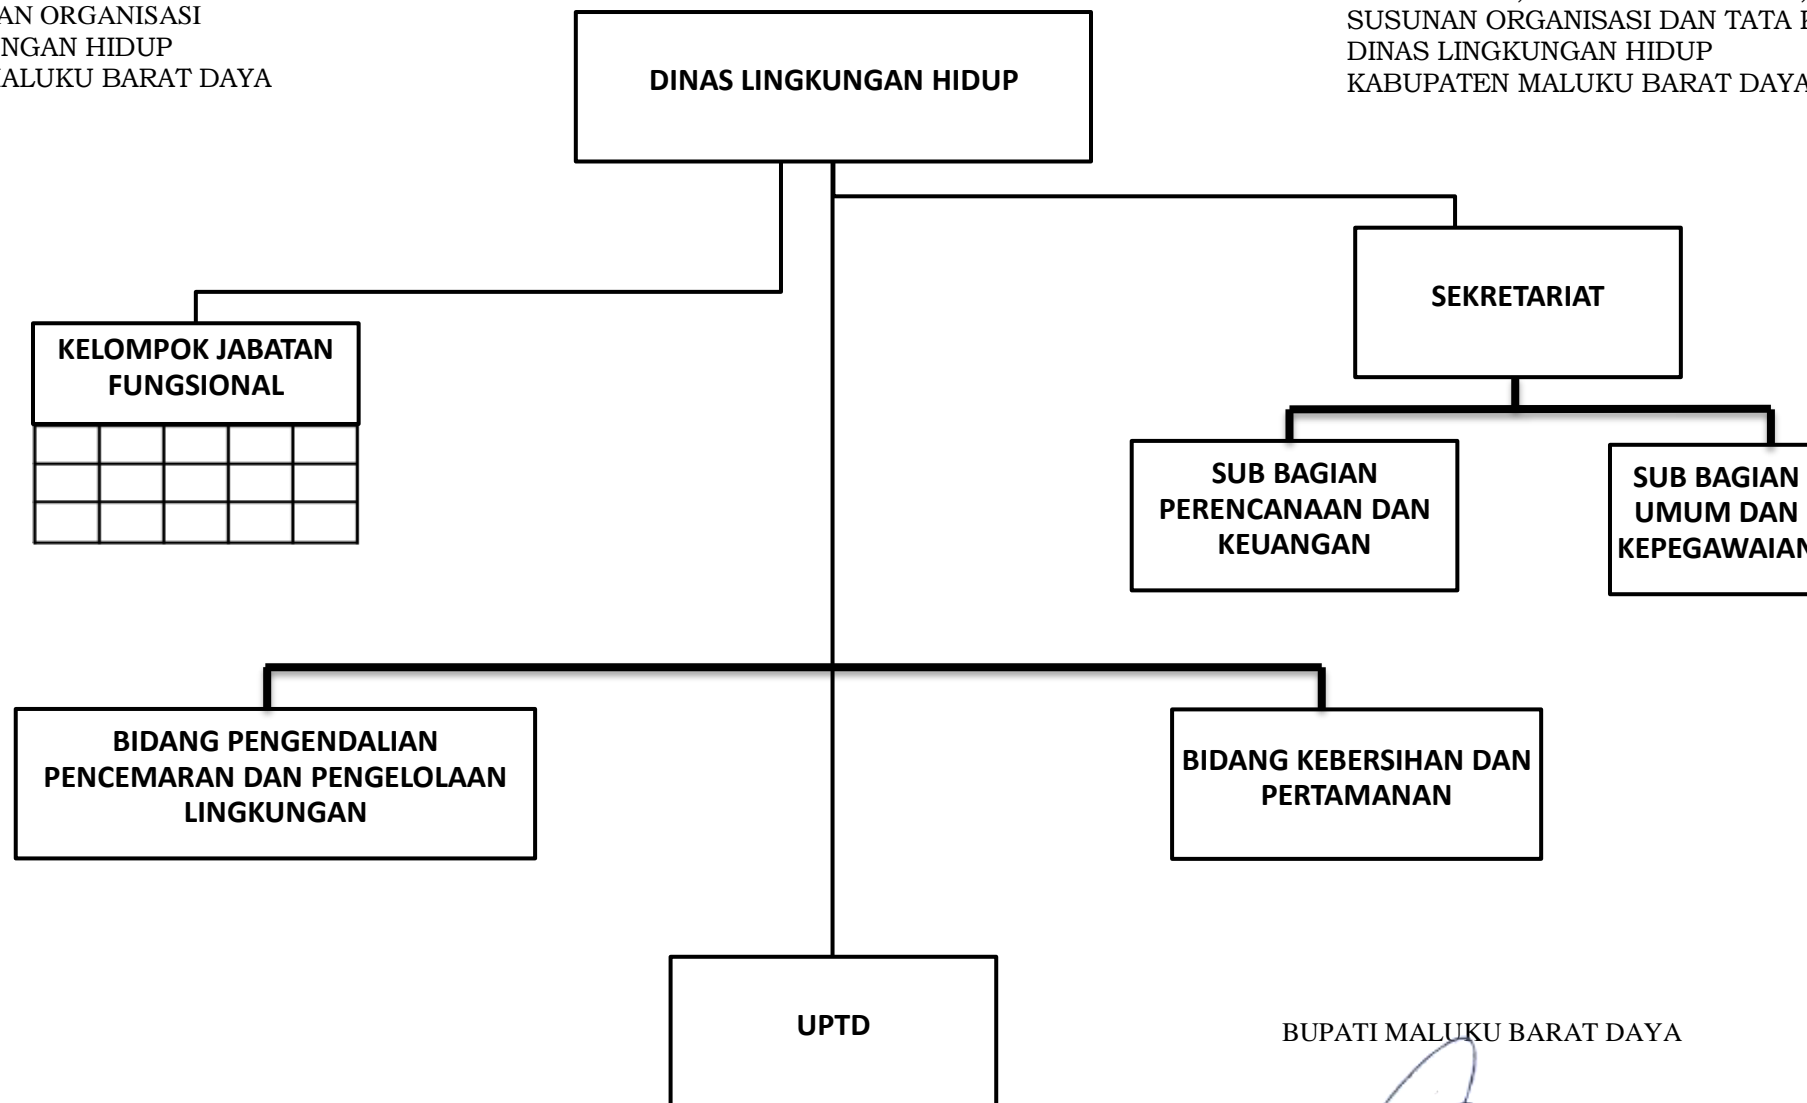 AN ORGANISASI
NGAN HIDUP
MALUKU BARAT DAYA
SUSUNAN ORGANISASI DAN TATA
DINAS LINGKUNGAN HIDUP
KABUPATEN MALUKU BARAT DAYA
DINAS LINGKUNGAN HIDUP
SEKRETARIAT
KELOMPOK JABATAN
FUNGSIONAL
SUB BAGIAN
PERENCANAAN DAN
KEUANGAN
SUB BAGIAN
UMUM DAN
KEPEGAWAIAN
BIDANG PENGENDALIAN
PENCEMARAN DAN PENGELOLAAN
LINGKUNGAN
BIDANG KEBERSIHAN DAN
PERTAMANAN
UPTD
BUPATI MALUKU BARAT DAYA